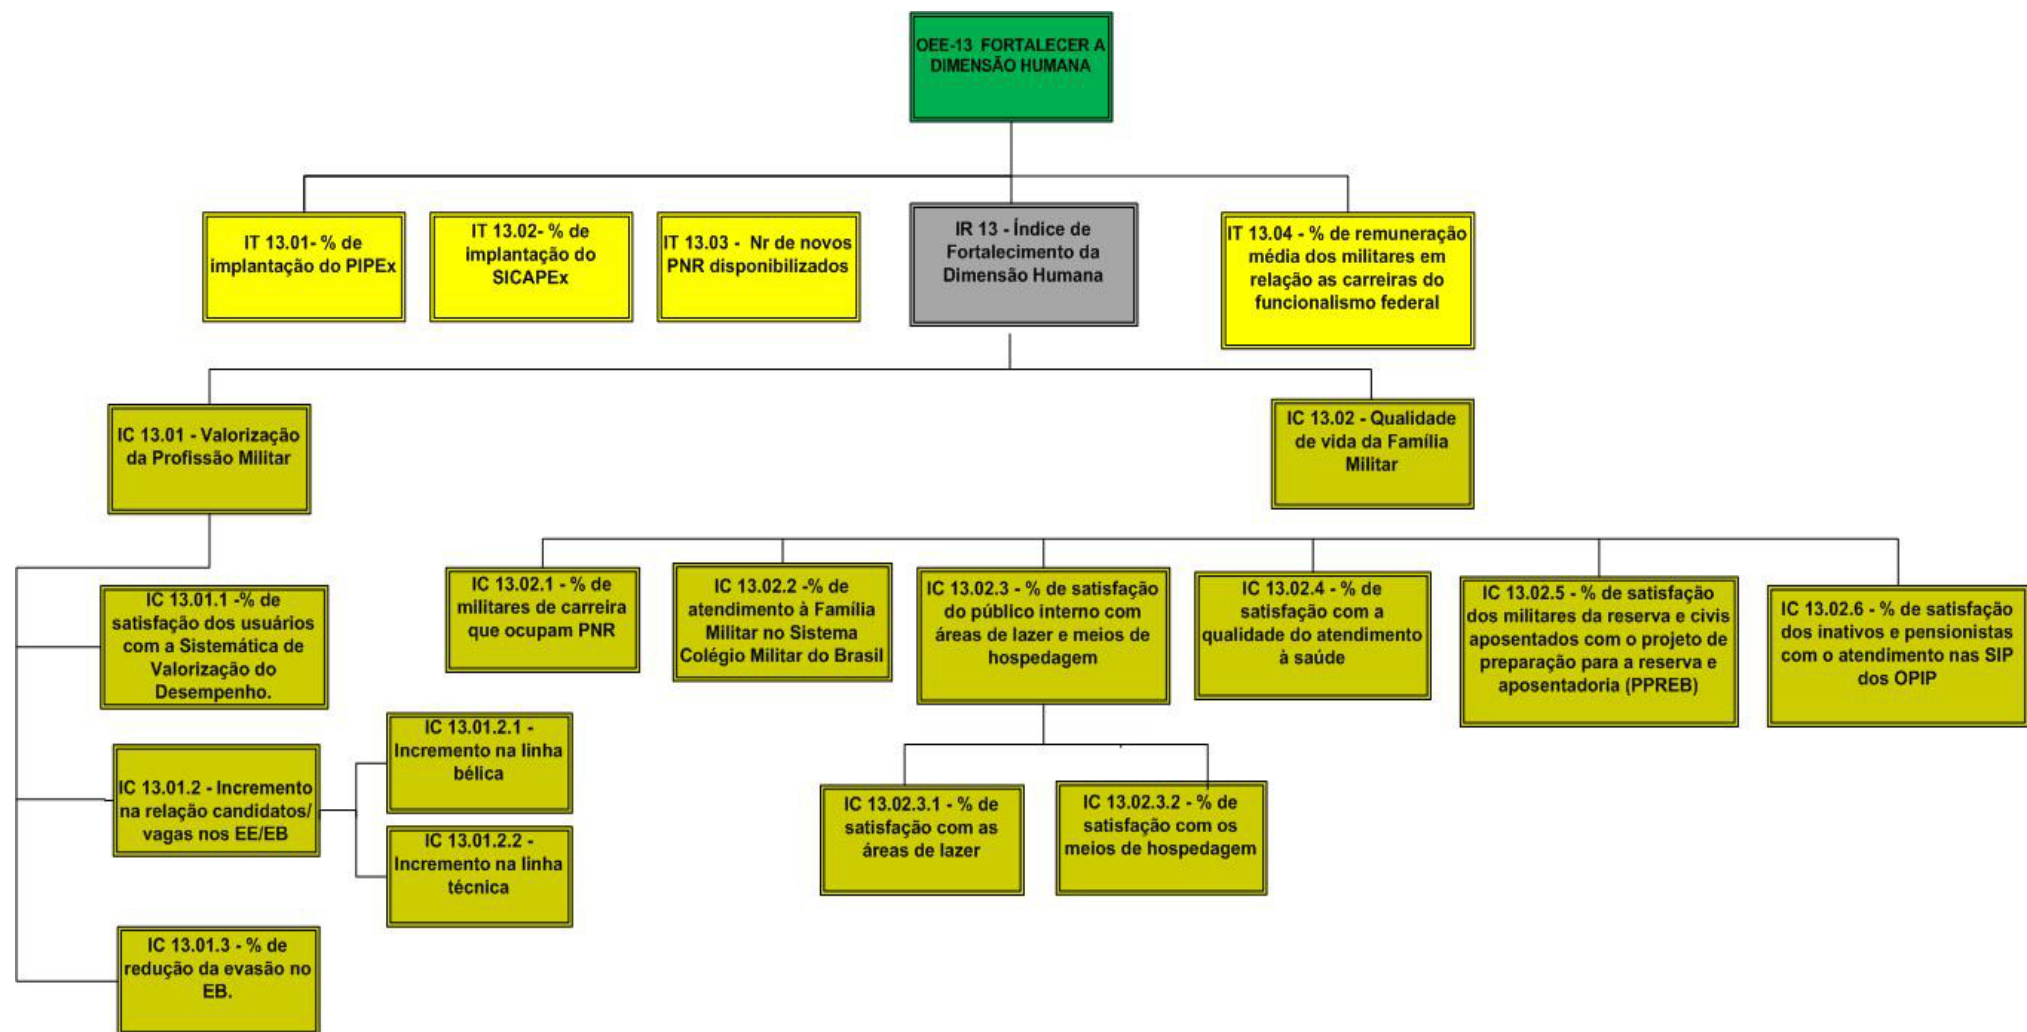 OEE-13 FORTALECER A
DIMENSÃO HUMANA
IT 13.01- % de
implantação do PIPEx
IT 13.02- % de
implantação do
SICAPEx
IT 13.03 - Nr de novos
PNR disponibilizados
IR 13 - Índice de
Fortalecimento da
Dimensão Humana
IT 13.04 - % de remuneração
média dos militares em
relação as carreiras do
funcionalismo federal
IC 13.01 - Valorização
da Profissão Militar
IC 13.02 - Qualidade
de vida da Família
Militar
IC 13.01.1 -% de
satisfação dos usuários
com a Sistemática de
Valorização do
Desempenho.
IC 13.01.2 - Incremento
na relação candidatos/
vagas nos EE/EB
IC 13.01.2.1 -
Incremento na linha
bélica
IC 13.01.2.2 -
Incremento na linha
técnica
IC 13.01.3 - % de
redução da evasão no
EB.
IC 13.02.1 - % de
militares de carreira
que ocupam PNR
IC 13.02.2 -% de
atendimento à Família
Militar no Sistema
Colégio Militar do Brasil
IC 13.02.3 - % de satisfação
do público interno com
áreas de lazer e meios de
hospedagem
IC 13.02.4 - % de
satisfação com a
qualidade do atendimento
à saúde
IC 13.02.5 - % de satisfação
dos militares da reserva e civis
aposentados com o projeto de
preparação para a reserva e
aposentadoria (PPREB)
IC 13.02.6 - % de satisfação
dos inativos e pensionistas
com o atendimento nas SIP
dos OPIP
IC 13.02.3.1 - % de
satisfação com as
áreas de lazer
IC 13.02.3.2 - % de
satisfação com os
meios de hospedagem